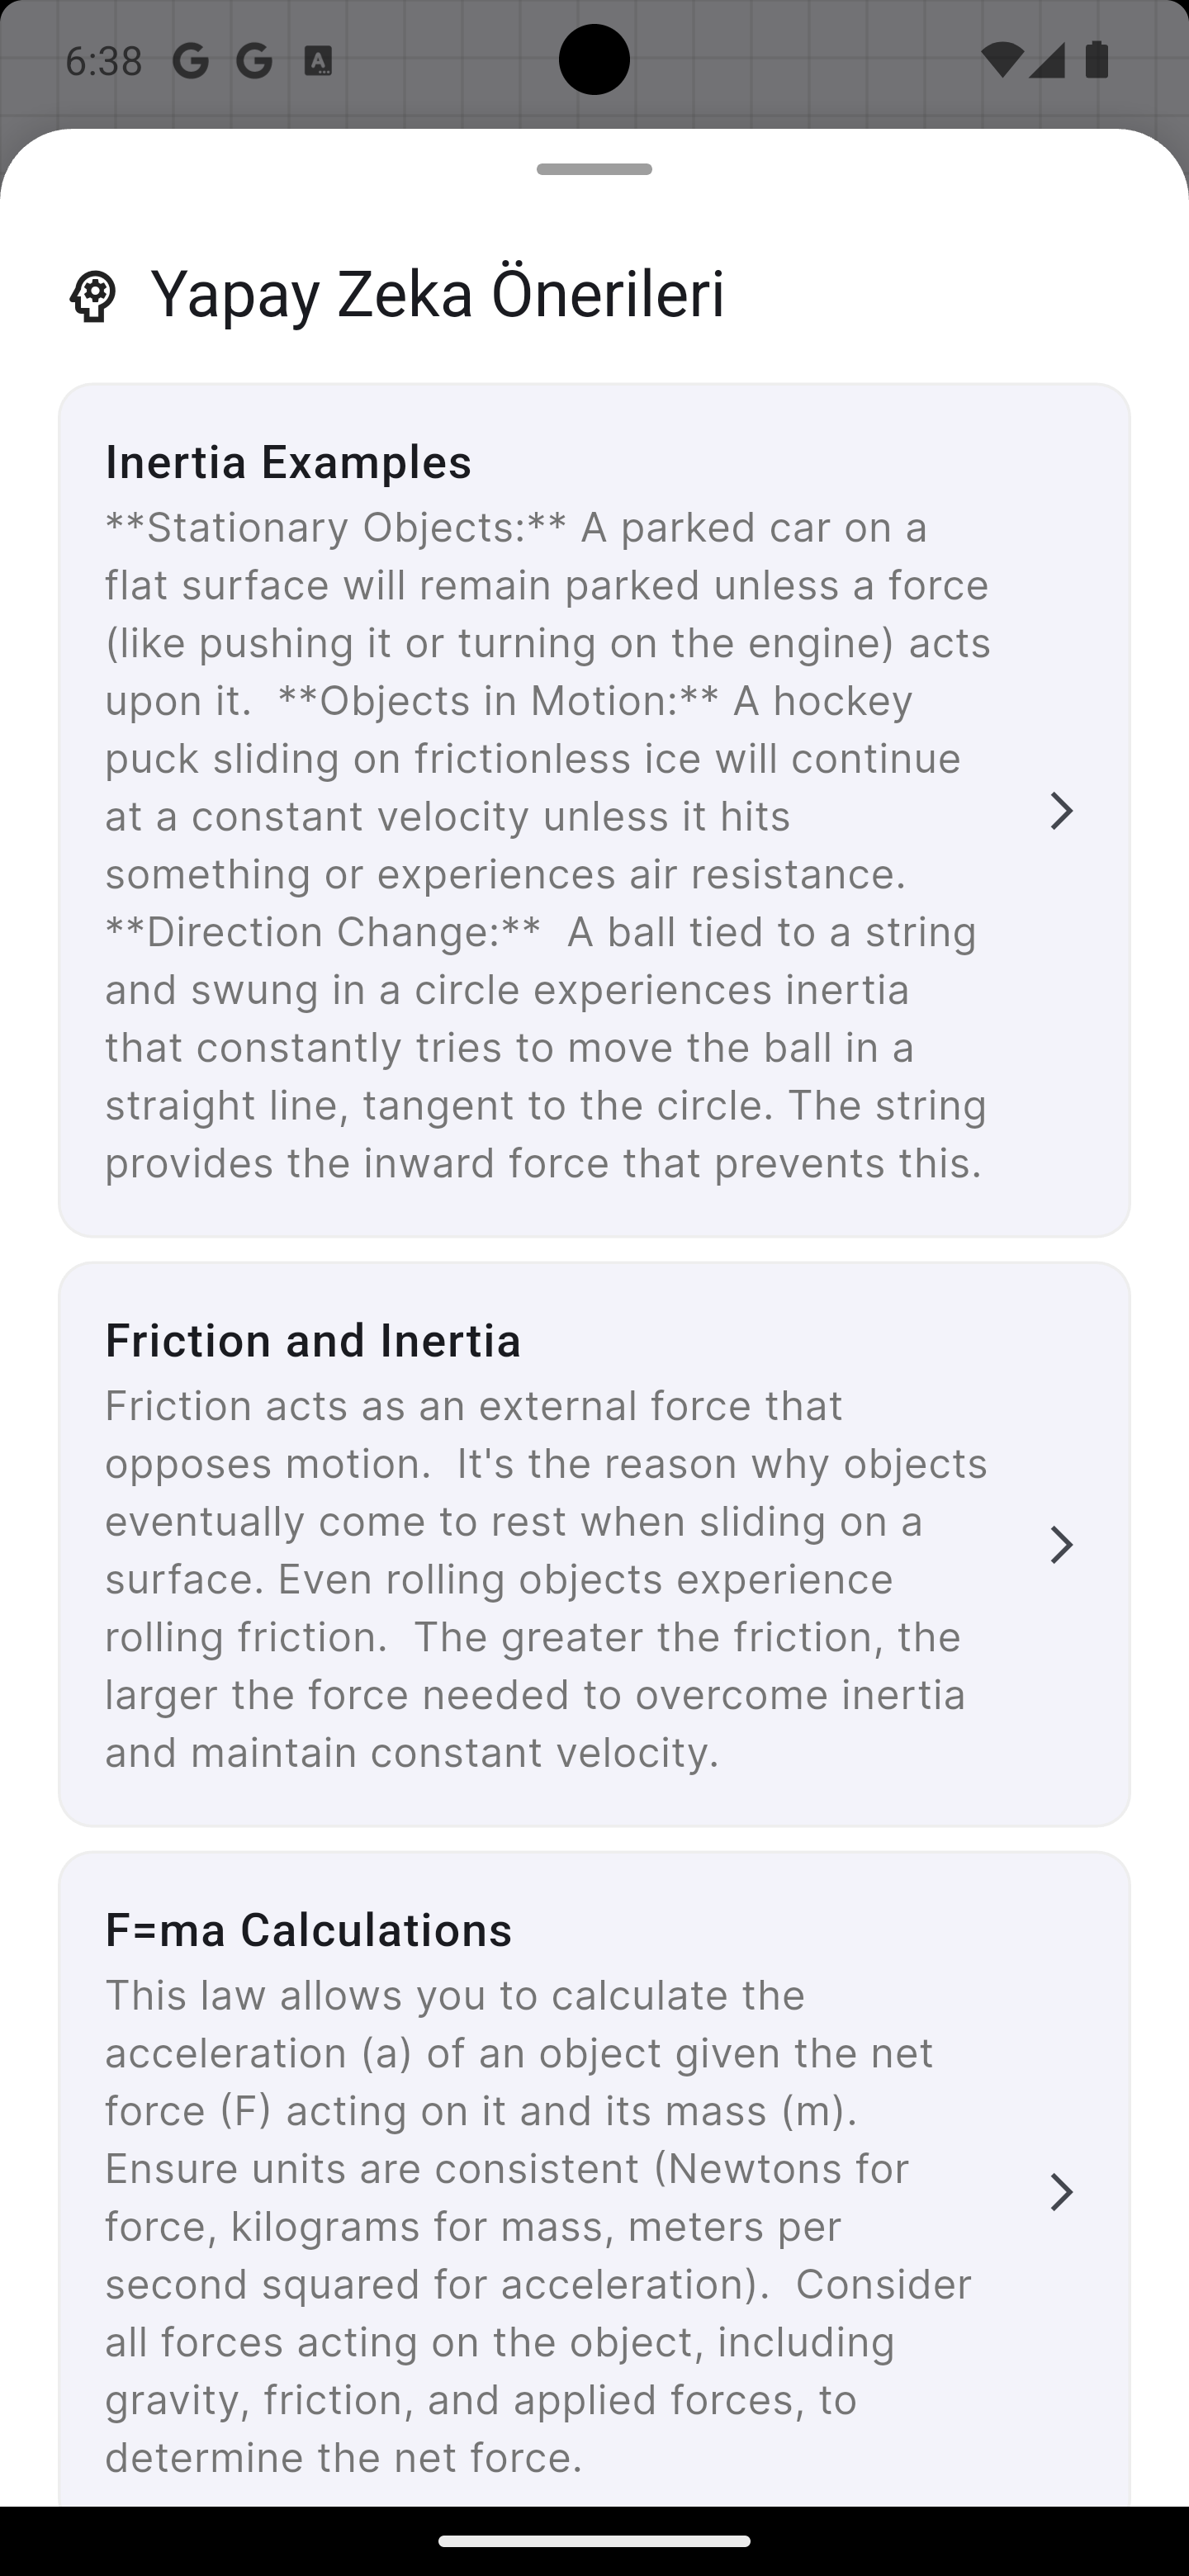 6:38
Yapay Zeka Önerileri
Inertia Examples
**Stationary Objects:** A parked car on a
flat surface will remain parked unless a force
(like pushing it or turning on the engine) acts
upon it.  **Objects in Motion:** A hockey
puck sliding on frictionless ice will continue
at a constant velocity unless it hits
something or experiences air resistance.
**Direction Change:**  A ball tied to a string
and swung in a circle experiences inertia
that constantly tries to move the ball in a
straight line, tangent to the circle. The string
provides the inward force that prevents this.
Friction and Inertia
Friction acts as an external force that
opposes motion.  It's the reason why objects
eventually come to rest when sliding on a
surface. Even rolling objects experience
rolling friction.  The greater the friction, the
larger the force needed to overcome inertia
and maintain constant velocity.
F=ma Calculations
This law allows you to calculate the
acceleration (a) of an object given the net
force (F) acting on it and its mass (m).
Ensure units are consistent (Newtons for
force, kilograms for mass, meters per
second squared for acceleration).  Consider
all forces acting on the object, including
gravity, friction, and applied forces, to
determine the net force.